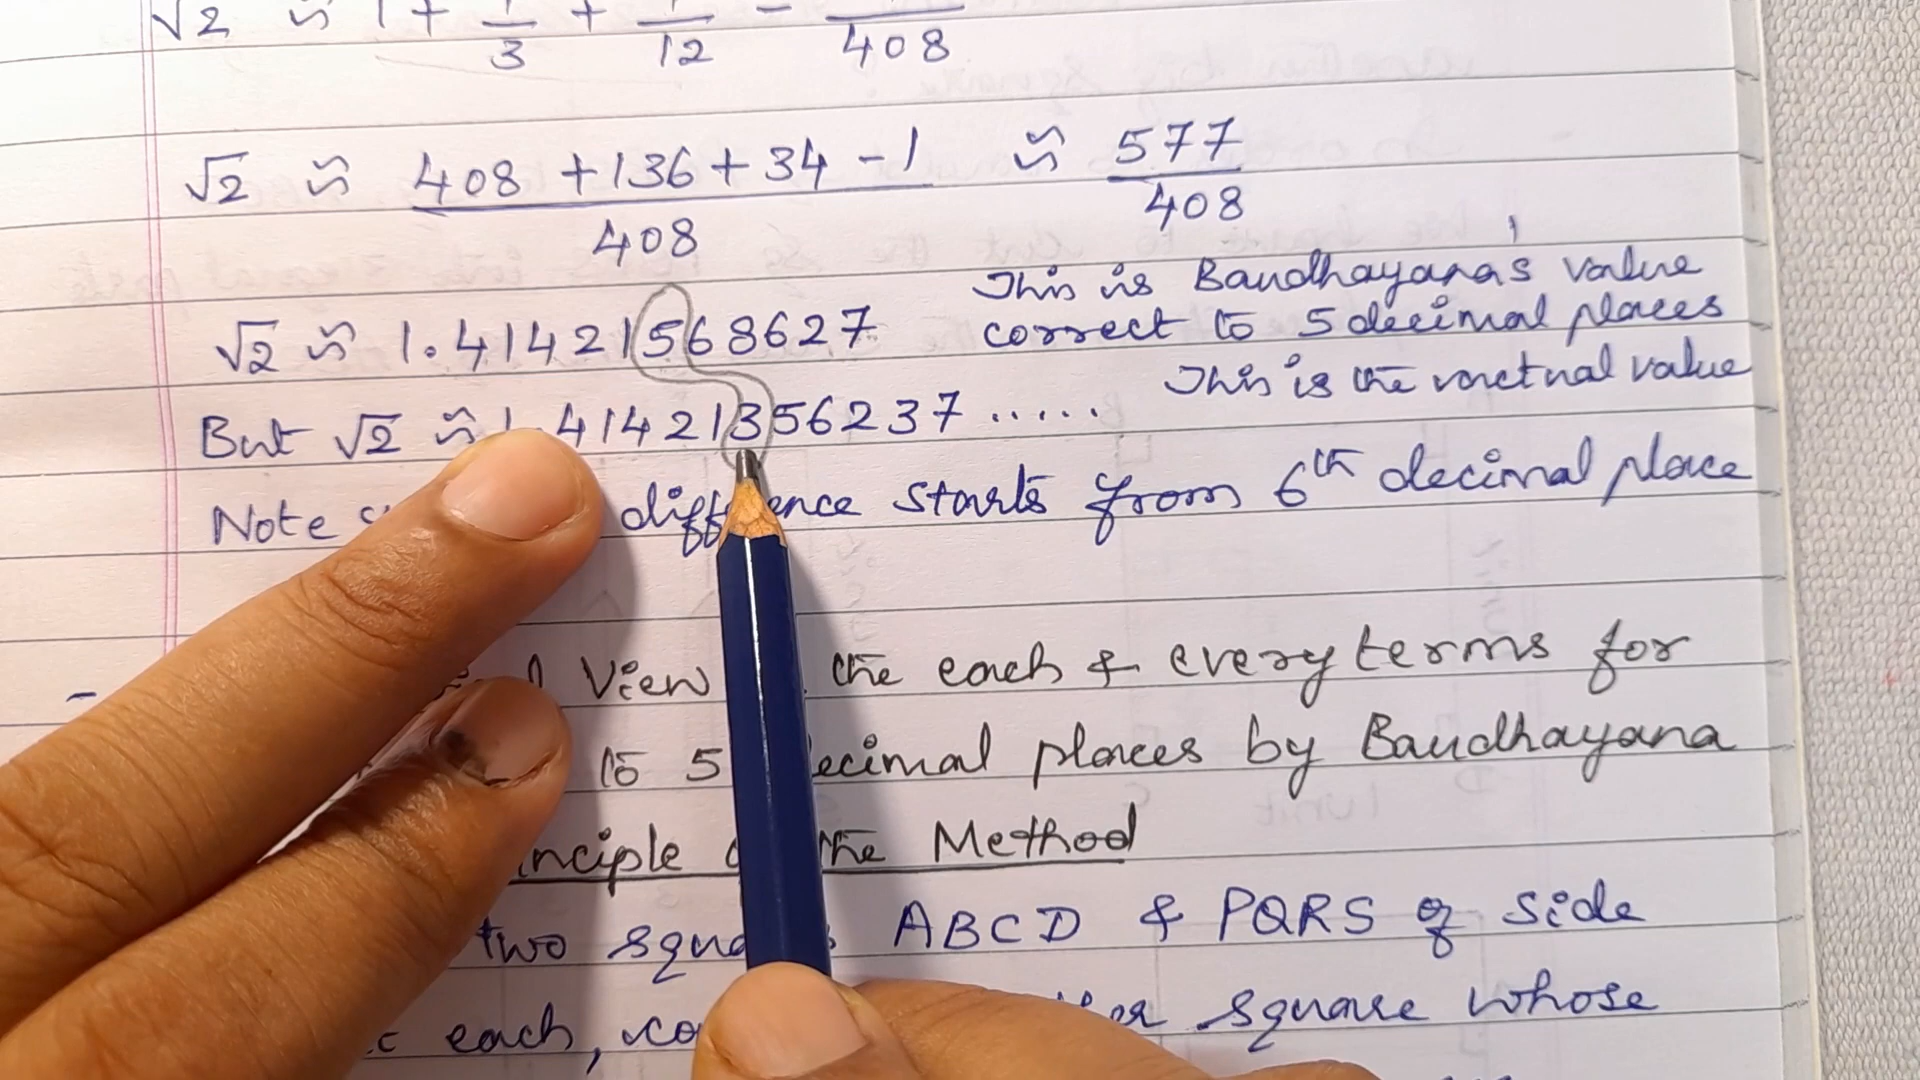 √2 ≈ 1 + 1/3 + 1/12 - 1/408
√2 ≈ (408 + 136 + 34 - 1)/408 ≈ 577/408
This is Baudhayana's value
√2 ≈ 1.41421568627 correct to 5 decimal places
This is the actual value
But √2 ≈ 1.41421356237 .....
Note difference starts from 6th decimal place
View the each & every terms for
to 5 decimal places by Baudhayana
the Method
two squares ABCD & PQRS of side
each, square whose